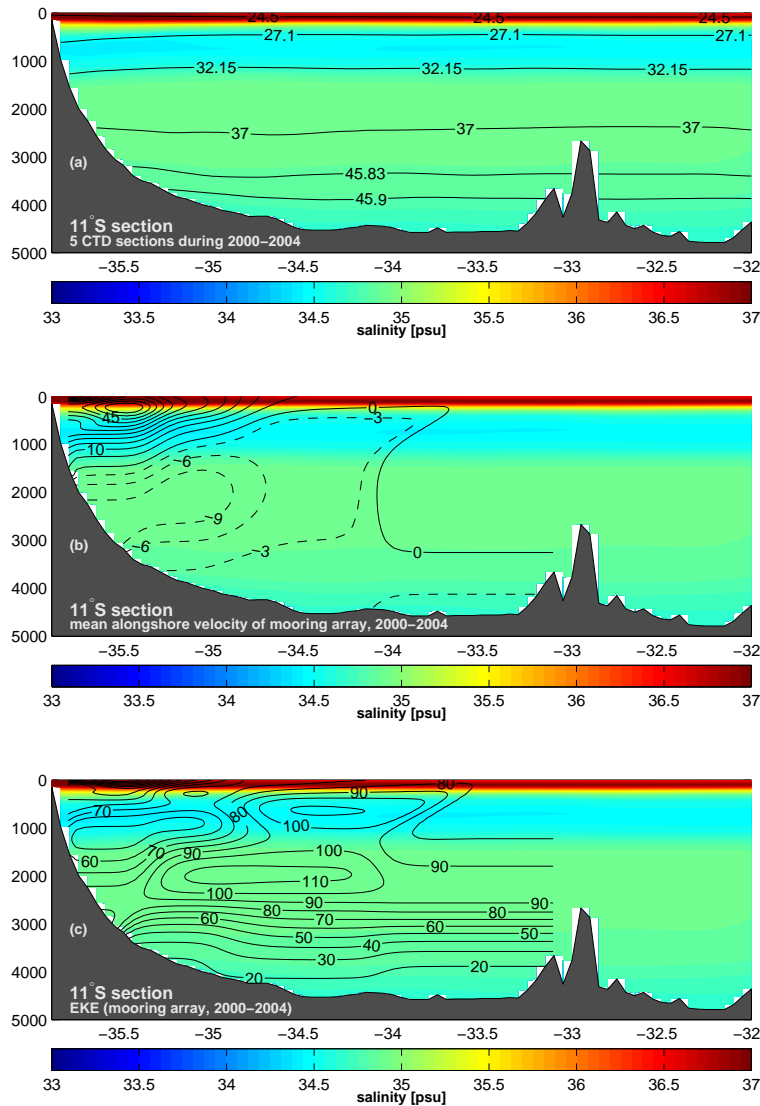 0
24.5 24.5 24.5
27.1 27.1 27.1
1000
32.15 32.15 32.15
2000
37 37 37
3000
(a)
45.83
45.9
4000
11°S section
5 CTD sections during 2000−2004
5000
−35.5 −35 −34.5 −34 −33.5 −33 −32.5 −32
33 33.5 34 34.5 35 35.5 36 36.5 37
salinity [psu]
0
0
45
−3
1000
10
−6
2000
−9
3000
(b)
−6
−3
0
4000
11°S section
mean alongshore velocity of mooring array, 2000−2004
5000
−35.5 −35 −34.5 −34 −33.5 −33 −32.5 −32
33 33.5 34 34.5 35 35.5 36 36.5 37
salinity [psu]
0
80
90
70
80
100
1000
60
70
90
100
90
2000
110
100
90 90
80 80
3000
(c)
60 70 60
50 50
40
30
4000
20 20
11°S section
EKE (mooring array, 2000−2004)
5000
−35.5 −35 −34.5 −34 −33.5 −33 −32.5 −32
33 33.5 34 34.5 35 35.5 36 36.5 37
salinity [psu]